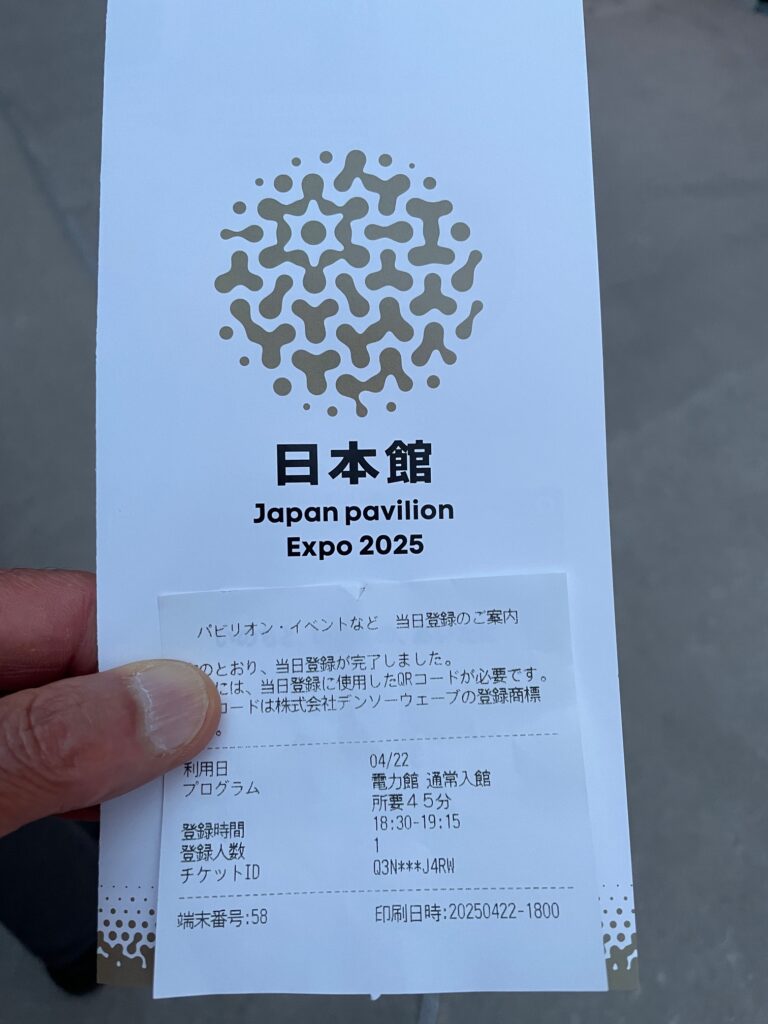 日本館
Japan pavilion
Expo 2025
パビリオン・イベントなど 当日登録のご案内
のとおり、当日登録が完了しました。
には、当日登録に使用したQRコードが必要です。
コードは株式会社デンソーウェーブの登録商標
。
利用日 04/22
プログラム 電力館 通常入館
所要45分
登録時間 18:30-19:15
登録人数 1
チケットID Q3N***J4RW
端末番号:58 印刷日時:20250422-1800